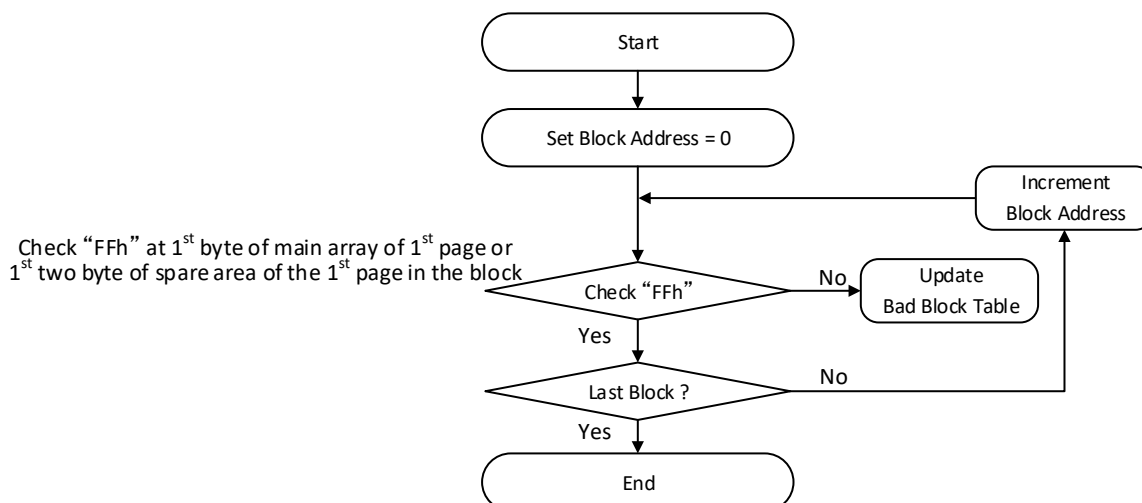 Start
Set Block Address = 0
Increment
Block Address
Check “FFh” at 1st byte of main array of 1st page or
1st two byte of spare area of the 1st page in the block
Check “FFh”
No
Update
Bad Block Table
Yes
Last Block ?
No
Yes
End